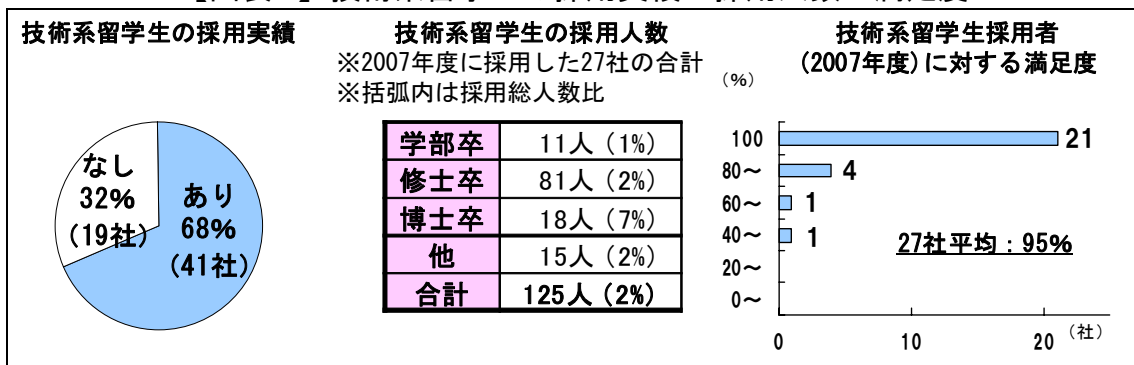 技術系留学生の採用実績
なし
32%
(19社)
あり
68%
(41社)
技術系留学生の採用人数
※2007年度に採用した27社の合計
※括弧内は採用総人数比
学部卒 11人 (1%)
修士卒 81人 (2%)
博士卒 18人 (7%)
他 15人 (2%)
合計 125人 (2%)
技術系留学生採用者
(2007年度)に対する満足度
(%)
100 21
80～ 4
60～ 1
40～ 1
27社平均：95%
20～
0～
0 10 20 (社)